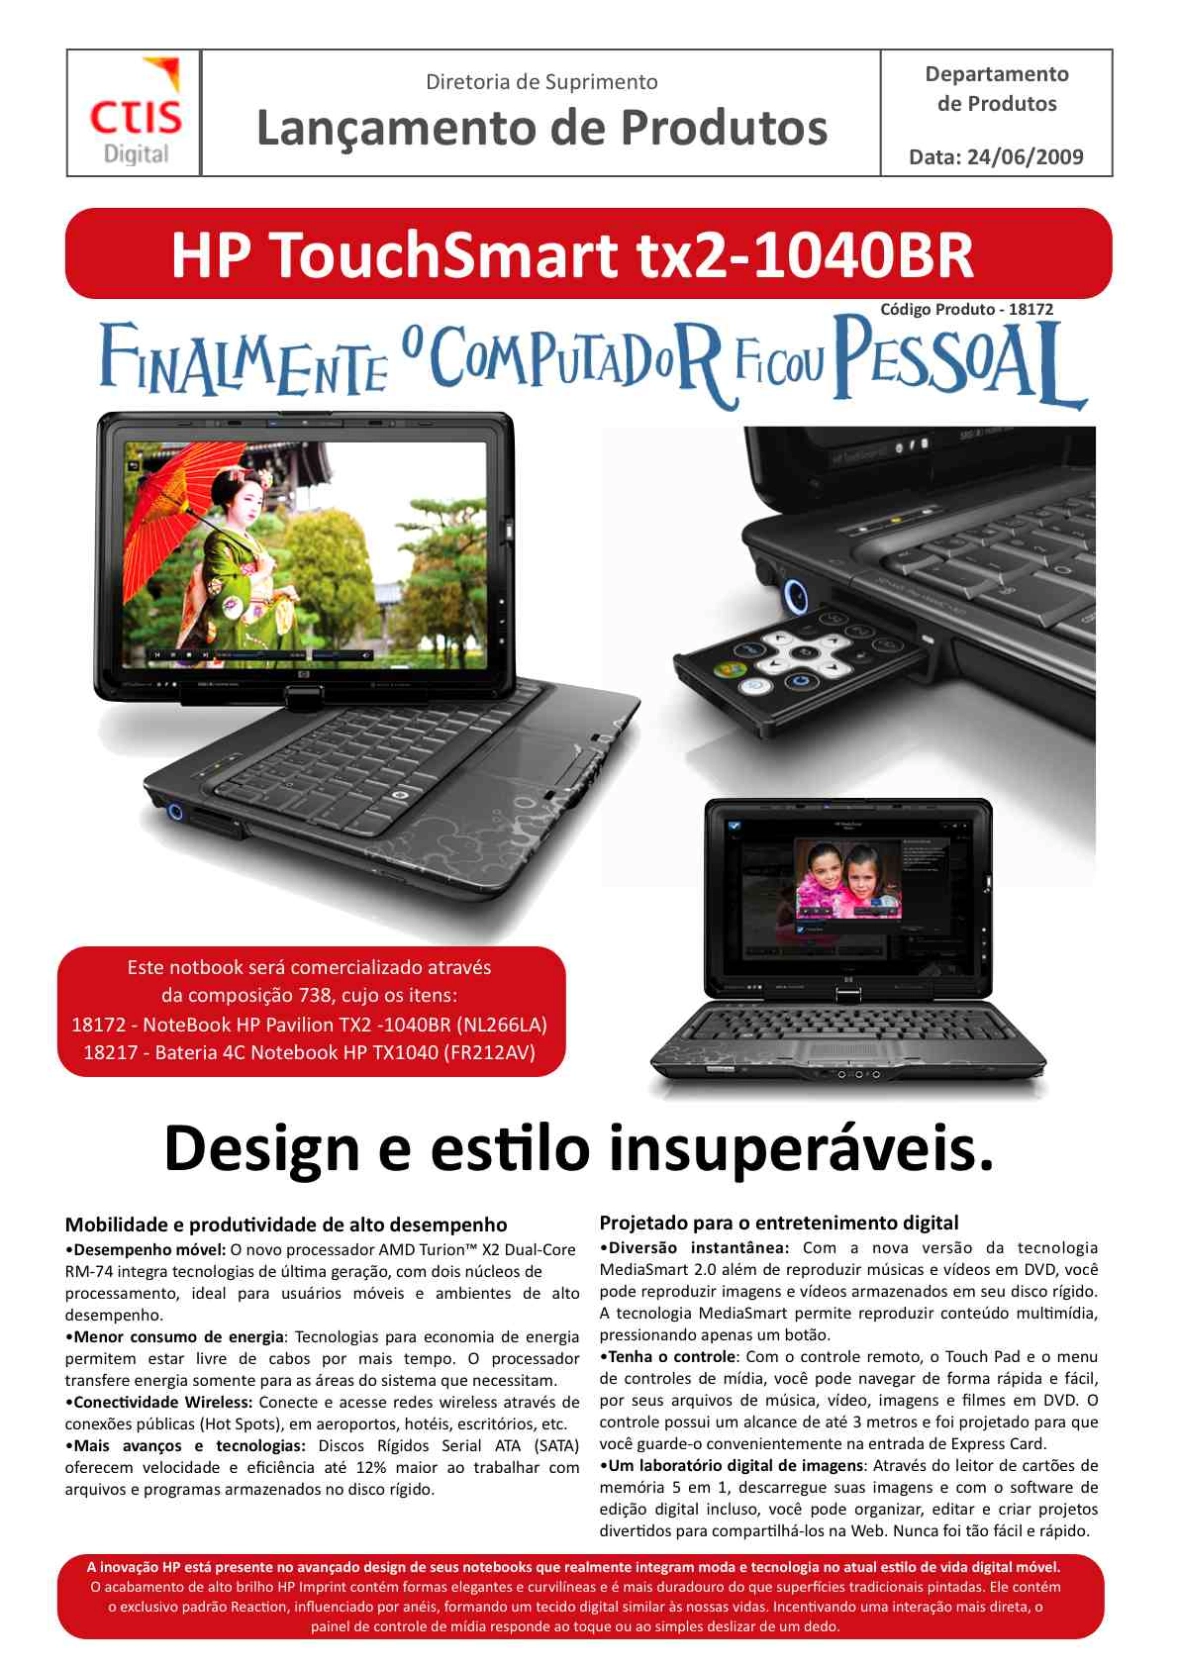 CTIS
Digital
Diretoria de Suprimento
Lançamento de Produtos
Departamento
de Produtos
Data: 24/06/2009
HP TouchSmart tx2-1040BR
Código Produto - 18172
FINALMENTE O COMPUTADOR FICOU PESSOAL
Este notbook será comercializado através
da composição 738, cujo os itens:
18172 - NoteBook HP Pavilion TX2 -1040BR (NL266LA)
18217 - Bateria 4C Notebook HP TX1040 (FR212AV)
Design e estilo insuperáveis.
Mobilidade e produtividade de alto desempenho
•Desempenho móvel: O novo processador AMD Turion™ X2 Dual-Core
RM-74 integra tecnologias de última geração, com dois núcleos de
processamento, ideal para usuários móveis e ambientes de alto
desempenho.
•Menor consumo de energia: Tecnologias para economia de energia
permitem estar livre de cabos por mais tempo. O processador
transfere energia somente para as áreas do sistema que necessitam.
•Conectividade Wireless: Conecte e acesse redes wireless através de
conexões públicas (Hot Spots), em aeroportos, hotéis, escritórios, etc.
•Mais avanços e tecnologias: Discos Rígidos Serial ATA (SATA)
oferecem velocidade e eficiência até 12% maior ao trabalhar com
arquivos e programas armazenados no disco rígido.
Projetado para o entretenimento digital
•Diversão instantânea: Com a nova versão da tecnologia
MediaSmart 2.0 além de reproduzir músicas e vídeos em DVD, você
pode reproduzir imagens e vídeos armazenados em seu disco rígido.
A tecnologia MediaSmart permite reproduzir conteúdo multimídia,
pressionando apenas um botão.
•Tenha o controle: Com o controle remoto, o Touch Pad e o menu
de controles de mídia, você pode navegar de forma rápida e fácil,
por seus arquivos de música, vídeo, imagens e filmes em DVD. O
controle possui um alcance de até 3 metros e foi projetado para que
você guarde-o convenientemente na entrada de Express Card.
•Um laboratório digital de imagens: Através do leitor de cartões de
memória 5 em 1, descarregue suas imagens e com o software de
edição digital incluso, você pode organizar, editar e criar projetos
divertidos para compartilhá-los na Web. Nunca foi tão fácil e rápido.
A inovação HP está presente no avançado design de seus notebooks que realmente integram moda e tecnologia no atual estilo de vida digital móvel.
O acabamento de alto brilho HP Imprint contém formas elegantes e curvilíneas e é mais duradouro do que superfícies tradicionais pintadas. Ele contém
o exclusivo padrão Reaction, influenciado por anéis, formando um tecido digital similar às nossas vidas. Incentivando uma interação mais direta, o
painel de controle de mídia responde ao toque ou ao simples deslizar de um dedo.